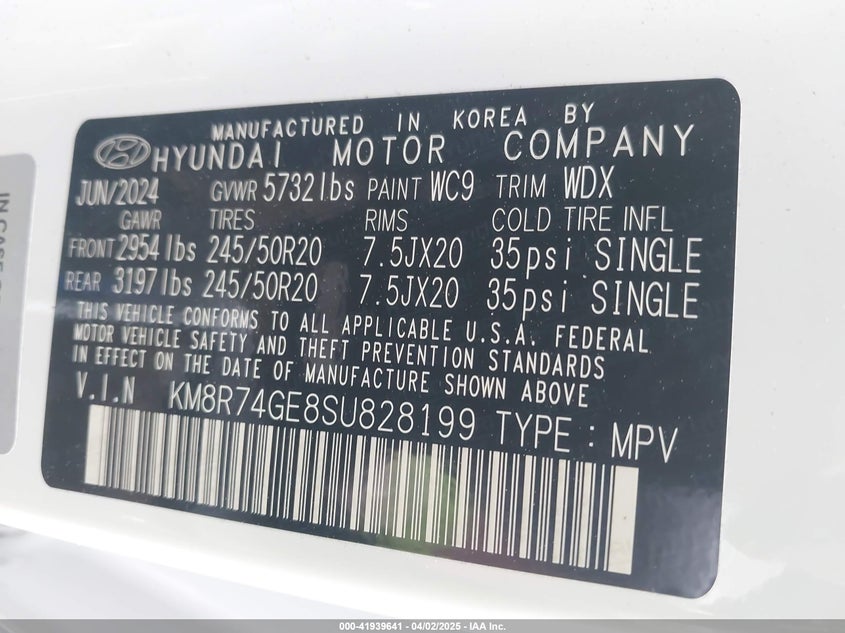 MANUFACTURED IN KOREA BY
HYUNDAI MOTOR COMPANY
JUN/2024 GVWR 5732lbs PAINT WC9 TRIM WDX
GAWR TIRES RIMS COLD TIRE INFL
FRONT 2954lbs 245/50R20 7.5JX20 35psi SINGLE
REAR 3197lbs 245/50R20 7.5JX20 35psi SINGLE
THIS VEHICLE CONFORMS TO ALL APPLICABLE U.S.A. FEDERAL
MOTOR VEHICLE SAFETY AND THEFT PREVENTION STANDARDS
IN EFFECT ON THE DATE OF MANUFACTURE SHOWN ABOVE
V.I.N KM8R74GE8SU828199 TYPE : MPV
IN CASE
000-41939641 | 04/02/2025 | IAA Inc.